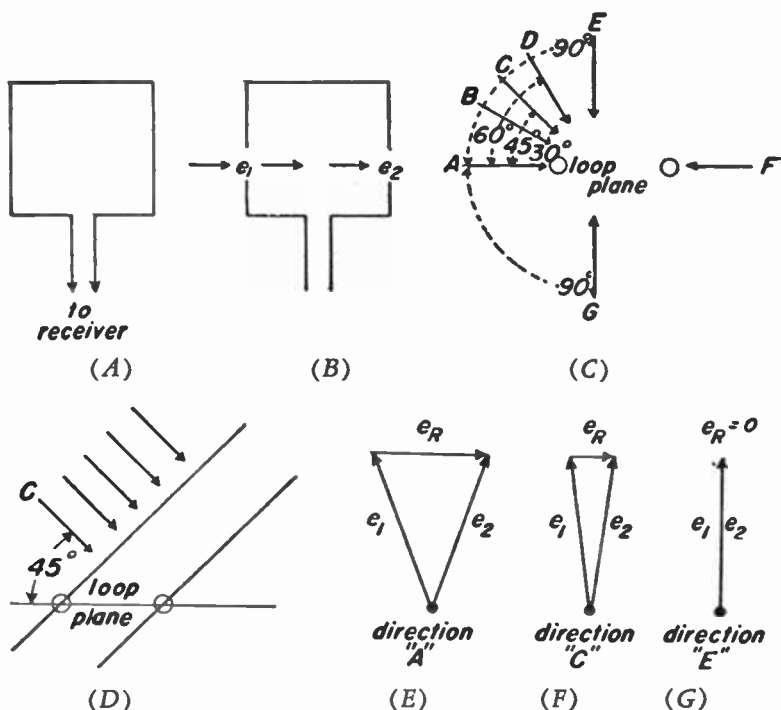 to
receiver
(A)
e1
e2
(B)
E
90°
D
C
B
60°
45°
30°
A
loop
plane
F
90°
G
(C)
C
45°
loop
plane
(D)
eR
e1
e2
direction
"A"
(E)
eR
e1
e2
direction
"C"
(F)
eR = 0
e1
e2
direction
"E"
(G)